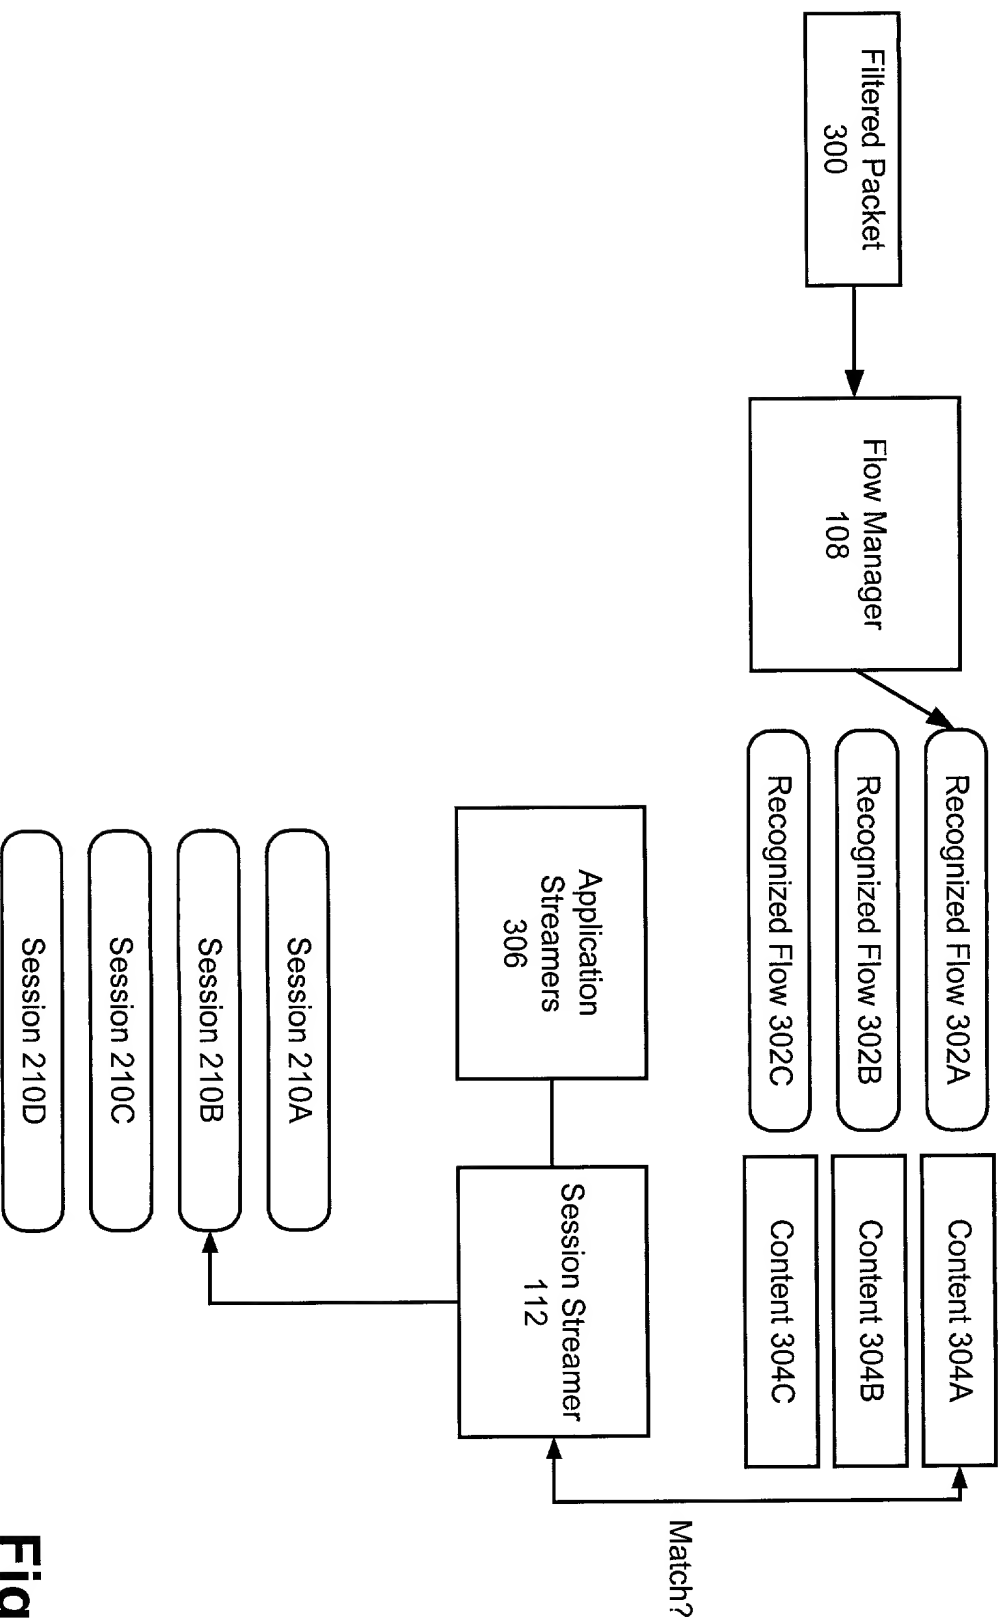 Filtered Packet
300
Flow Manager
108
Recognized Flow 302A
Recognized Flow 302B
Recognized Flow 302C
Content 304A
Content 304B
Content 304C
Match?
Application
Streamers
306
Session Streamer
112
Session 210A
Session 210B
Session 210C
Session 210D
Fig